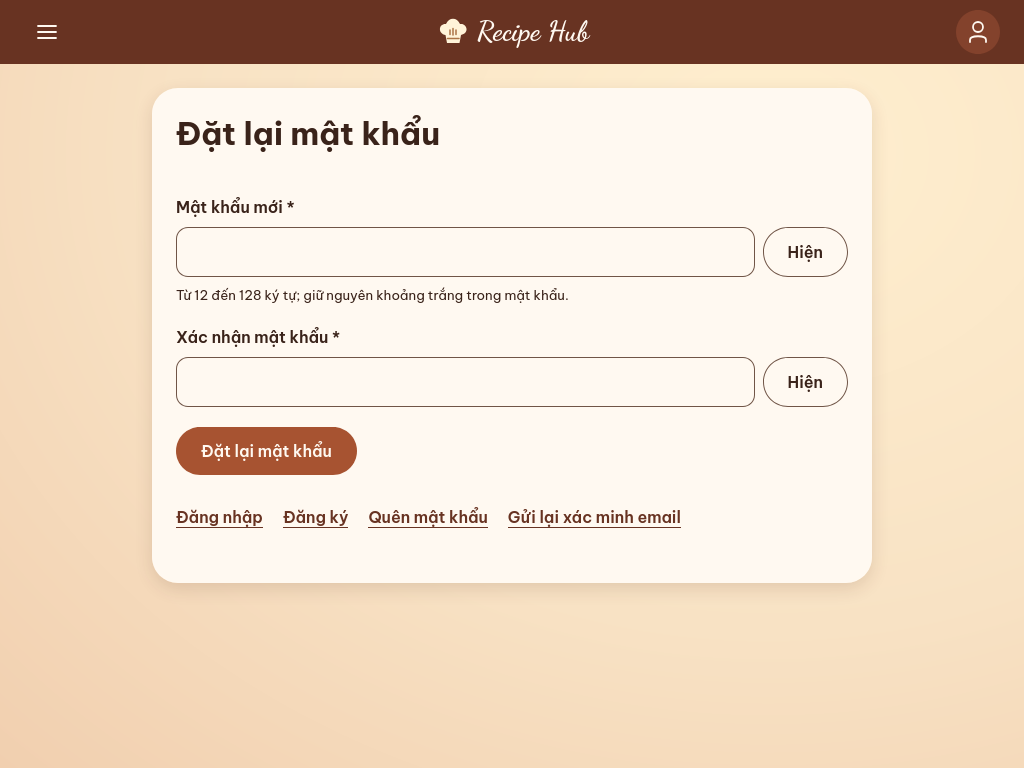 Recipe Hub
Đặt lại mật khẩu
Mật khẩu mới *
Hiện
Từ 12 đến 128 ký tự; giữ nguyên khoảng trắng trong mật khẩu.
Xác nhận mật khẩu *
Hiện
Đặt lại mật khẩu
Đăng nhập Đăng ký Quên mật khẩu Gửi lại xác minh email